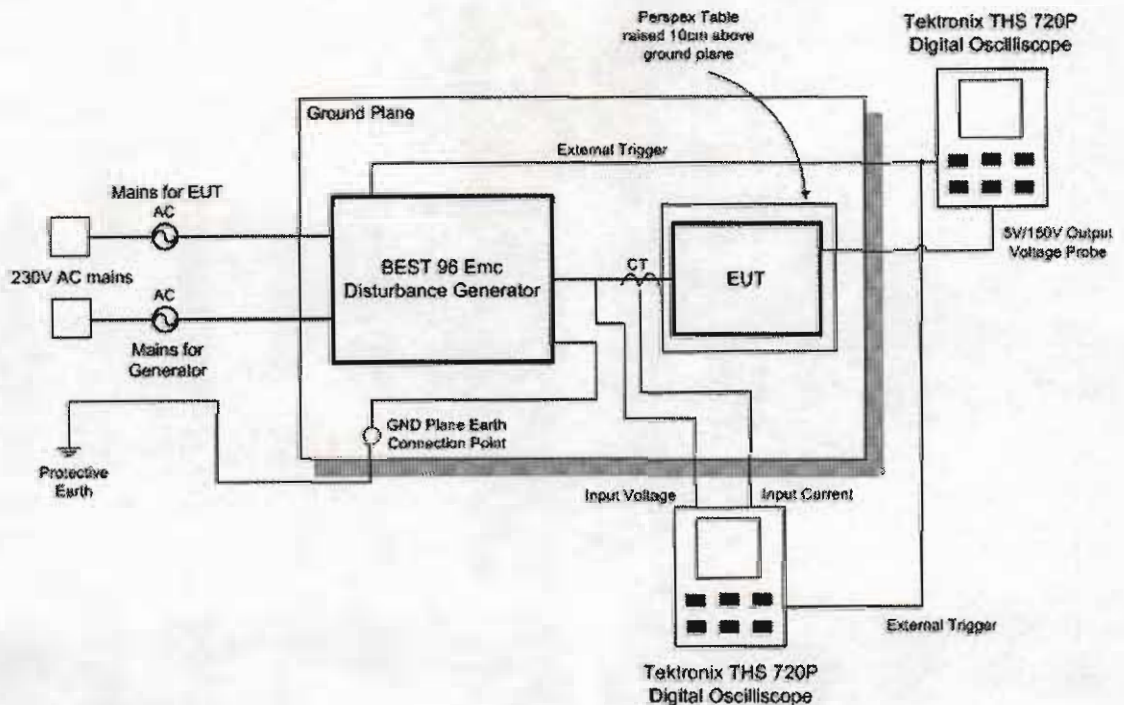 Perspex Table
raised 10cm above
ground plane
Tektronix THS 720P
Digital Oscilliscope
Ground Plane
External Trigger
Mains for EUT
AC
230V AC mains
AC
Mains for
Generator
BEST 96 Emc
Disturbance Generator
CT
EUT
5V/150V Output
Voltage Probe
GND Plane Earth
Connection Point
Protective
Earth
Input Voltage
Input Current
External Trigger
Tektronix THS 720P
Digital Oscilliscope